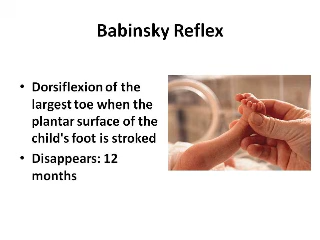 Babinsky Reflex
• Dorsiflexion of the
largest toe when the
plantar surface of the
child's foot is stroked
• Disappears: 12
months